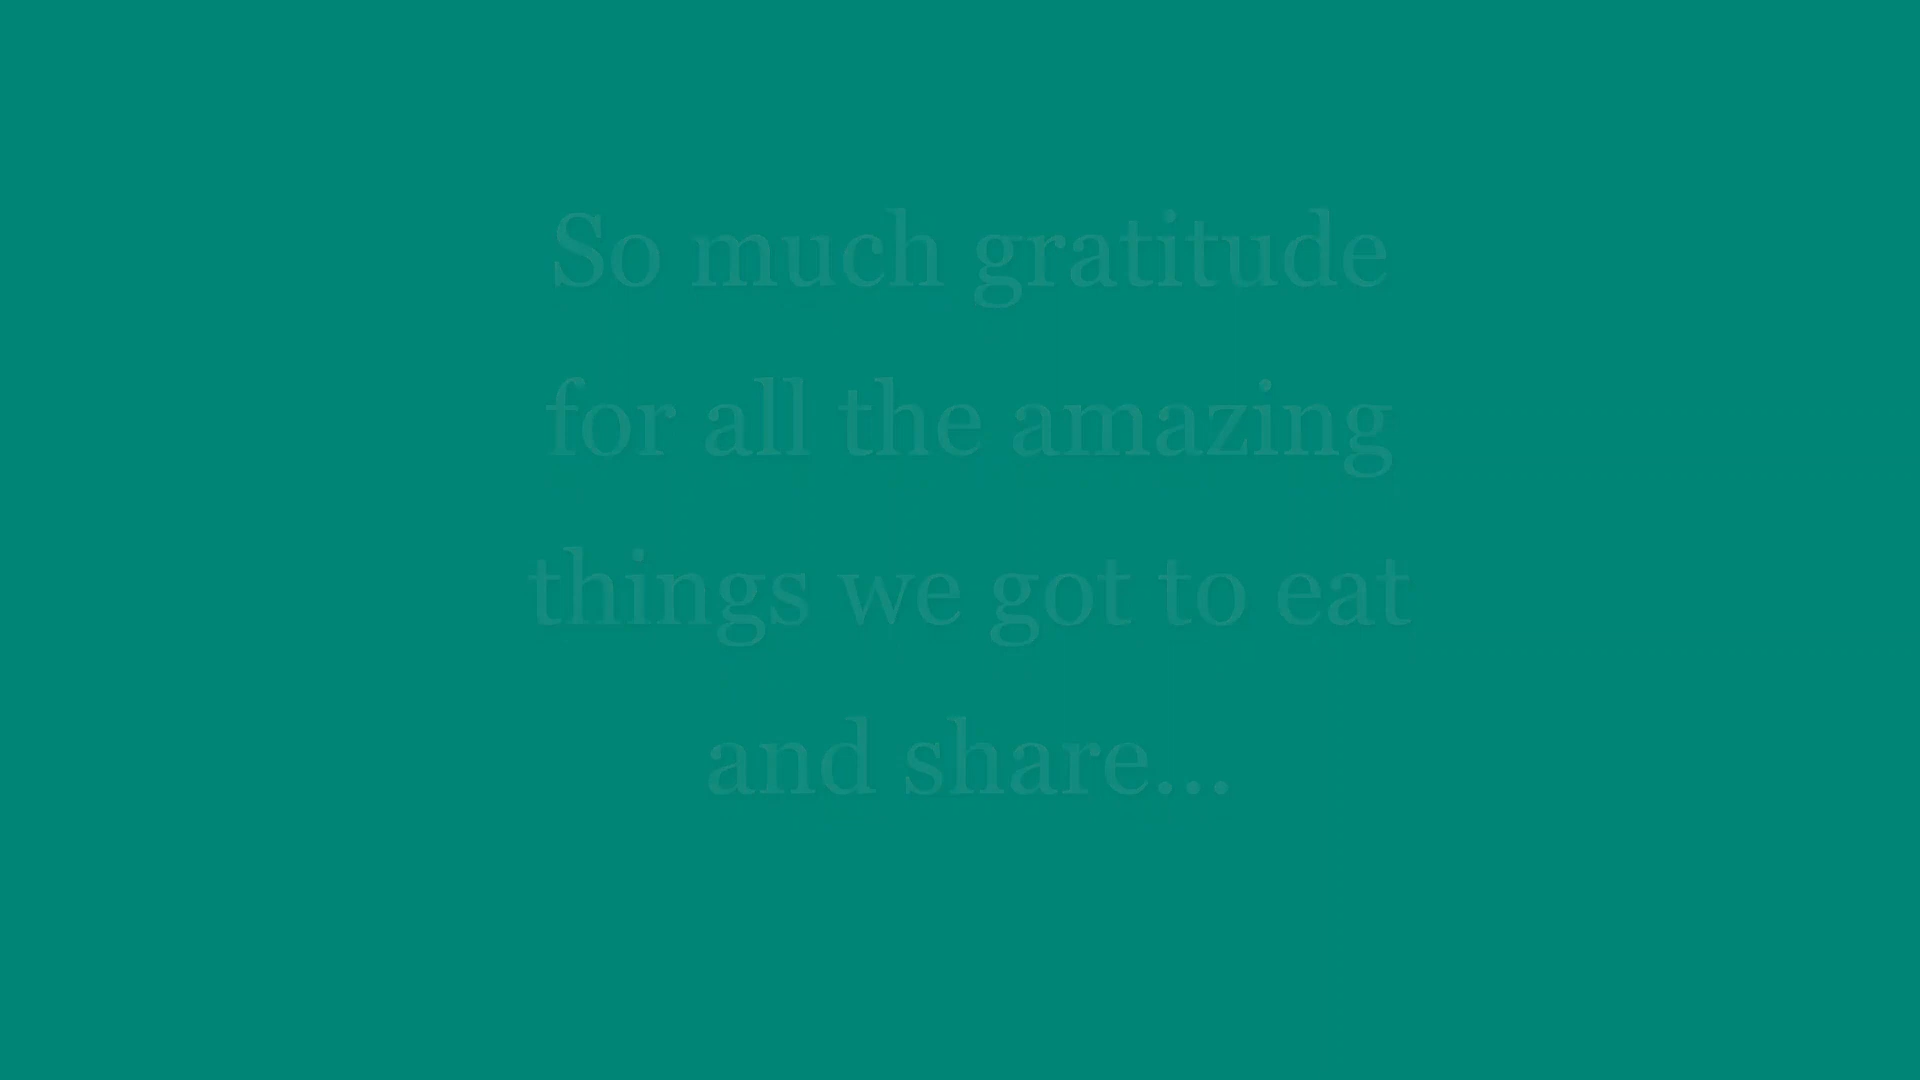 So much gratitude
for all the amazing
things we got to eat
and share...